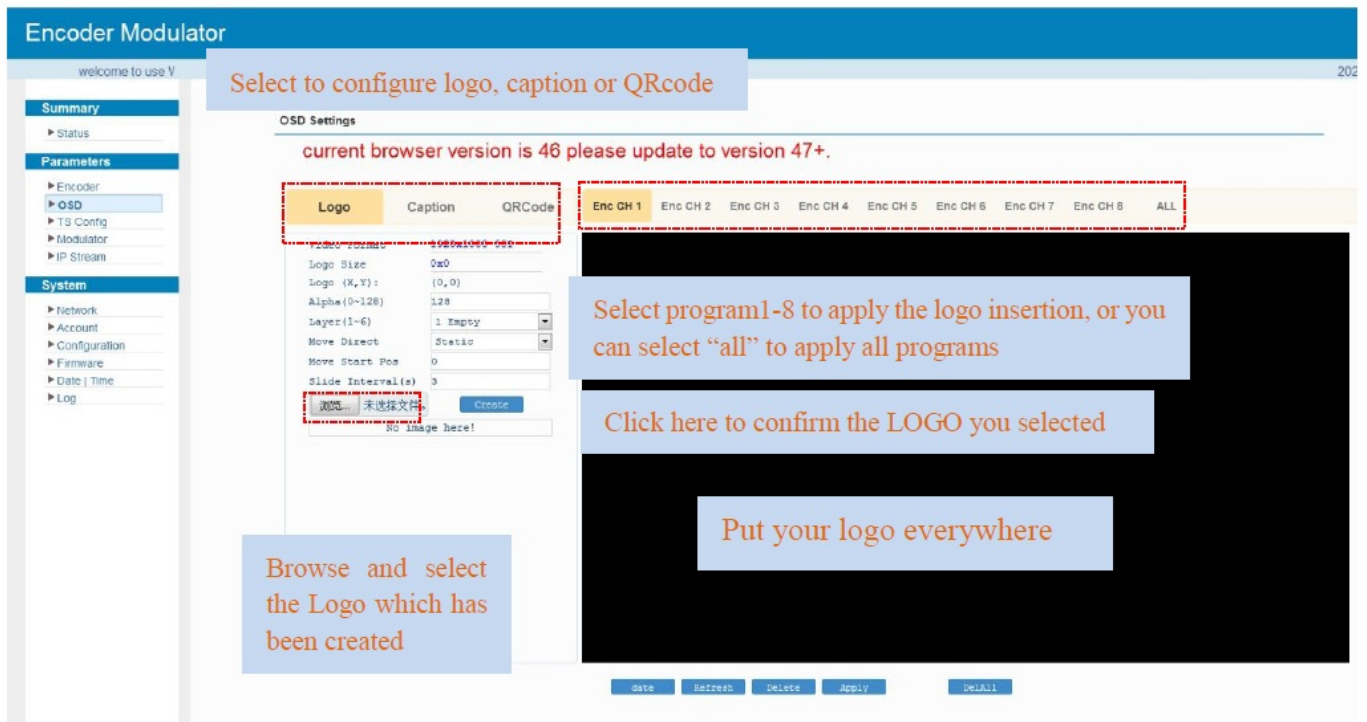 Encoder Modulator
welcome to use V
202
Select to configure logo, caption or QRcode
Summary
Status
Parameters
Encoder
OSD
TS Config
Modulator
IP Stream
System
Network
Account
Configuration
Firmware
Date | Time
Log
OSD Settings
current browser version is 46 please update to version 47+.
Logo Caption QRCode
Enc CH 1 Enc CH 2 Enc CH 3 Enc CH 4 Enc CH 5 Enc CH 6 Enc CH 7 Enc CH 8 ALL
Logo Size 0x0
Logo (X,Y): (0,0)
Alpha(0~128) 128
Layer(1~6) 1 Empty
Move Direct Static
Move Start Pos 0
Slide Interval(s) 3
浏览... 未选择文件。 Create
No image here!
Select program1-8 to apply the logo insertion, or you
can select “all” to apply all programs
Click here to confirm the LOGO you selected
Put your logo everywhere
Browse and select
the Logo which has
been created
date Refresh Delete Apply DelAll